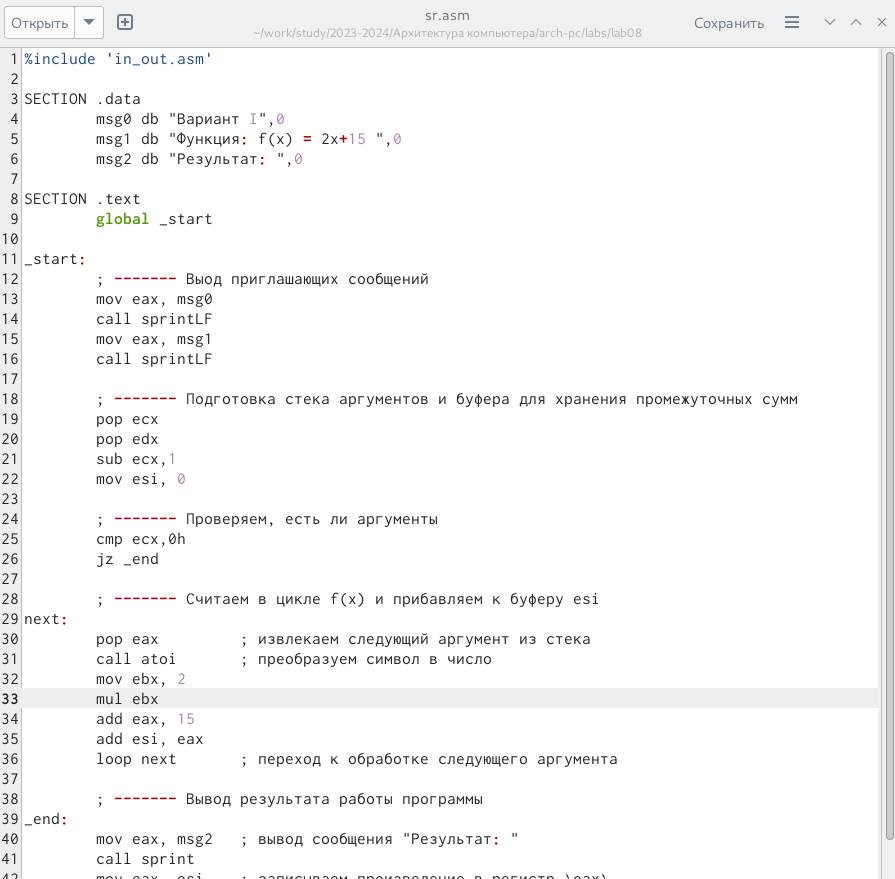 Открыть
sr.asm
~/work/study/2023-2024/Архитектура компьютера/arch-pc/labs/lab08
Сохранить
1 %include 'in_out.asm'
2
3 SECTION .data
4         msg0 db "Вариант I",0
5         msg1 db "Функция: f(x) = 2x+15 ",0
6         msg2 db "Результат: ",0
7
8 SECTION .text
9         global _start
10
11 _start:
12         ; ------- Выод приглашающих сообщений
13         mov eax, msg0
14         call sprintLF
15         mov eax, msg1
16         call sprintLF
17
18         ; ------- Подготовка стека аргументов и буфера для хранения промежуточных сумм
19         pop ecx
20         pop edx
21         sub ecx,1
22         mov esi, 0
23
24         ; ------- Проверяем, есть ли аргументы
25         cmp ecx,0h
26         jz _end
27
28         ; ------- Считаем в цикле f(x) и прибавляем к буферу esi
29 next:
30         pop eax         ; извлекаем следующий аргумент из стека
31         call atoi       ; преобразуем символ в число
32         mov ebx, 2
33         mul ebx
34         add eax, 15
35         add esi, eax
36         loop next       ; переход к обработке следующего аргумента
37
38         ; ------- Вывод результата работы программы
39 _end:
40         mov eax, msg2   ; вывод сообщения "Результат: "
41         call sprint
42         mov eax, esi    ; записываем произведение в регистр \eax\